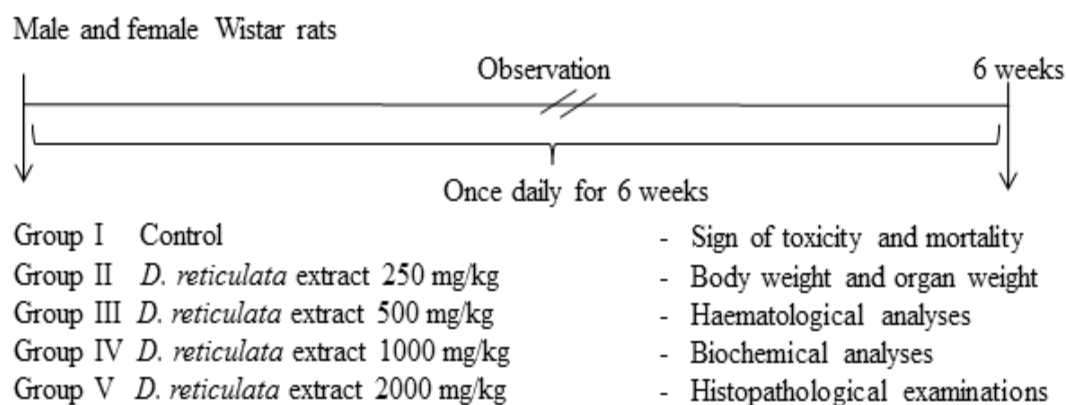 Male and female Wistar rats
Observation
6 weeks
Once daily for 6 weeks
Group I Control
Group II D. reticulata extract 250 mg/kg
Group III D. reticulata extract 500 mg/kg
Group IV D. reticulata extract 1000 mg/kg
Group V D. reticulata extract 2000 mg/kg
- Sign of toxicity and mortality
- Body weight and organ weight
- Haematological analyses
- Biochemical analyses
- Histopathological examinations